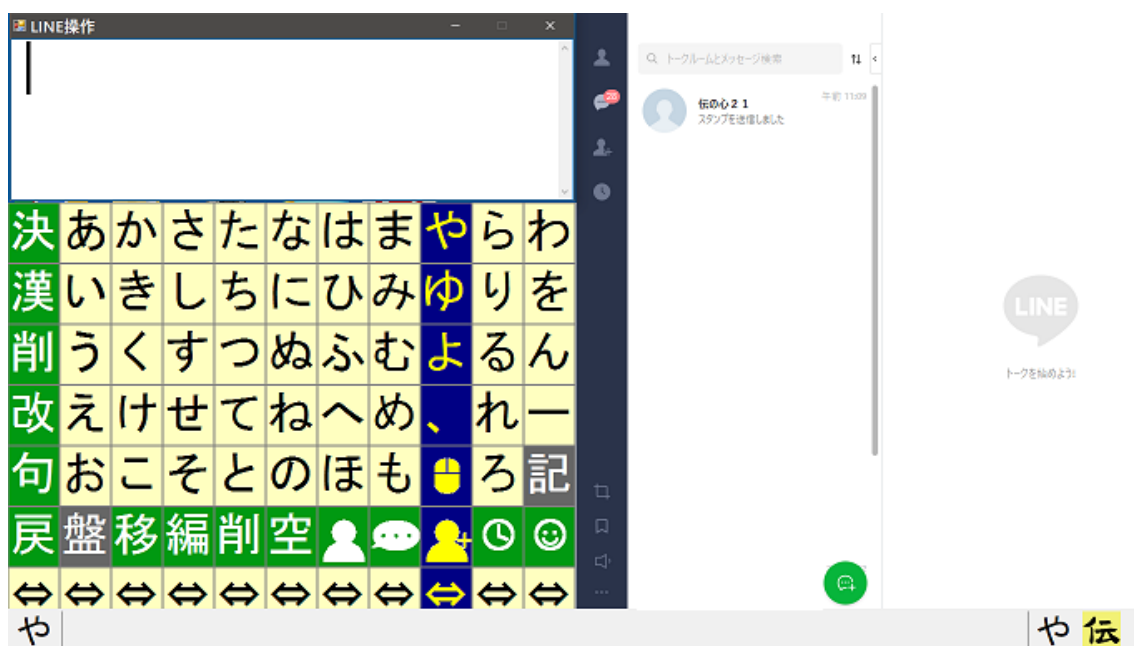 LINE操作
決 あ か さ た な は ま や ら わ
漢 い き し ち に ひ み ゆ り を
削 う く す つ ぬ ふ む よ る ん
改 え け せ て ね へ め 、 れ ー
句 お こ そ と の ほ も ろ 記
戻 盤 移 編 削 空
や
や 伝
28
トークルームとメッセージ検索
伝の心21
午前 11:09
スタンプを送信しました
LINE
トークを始めよう!